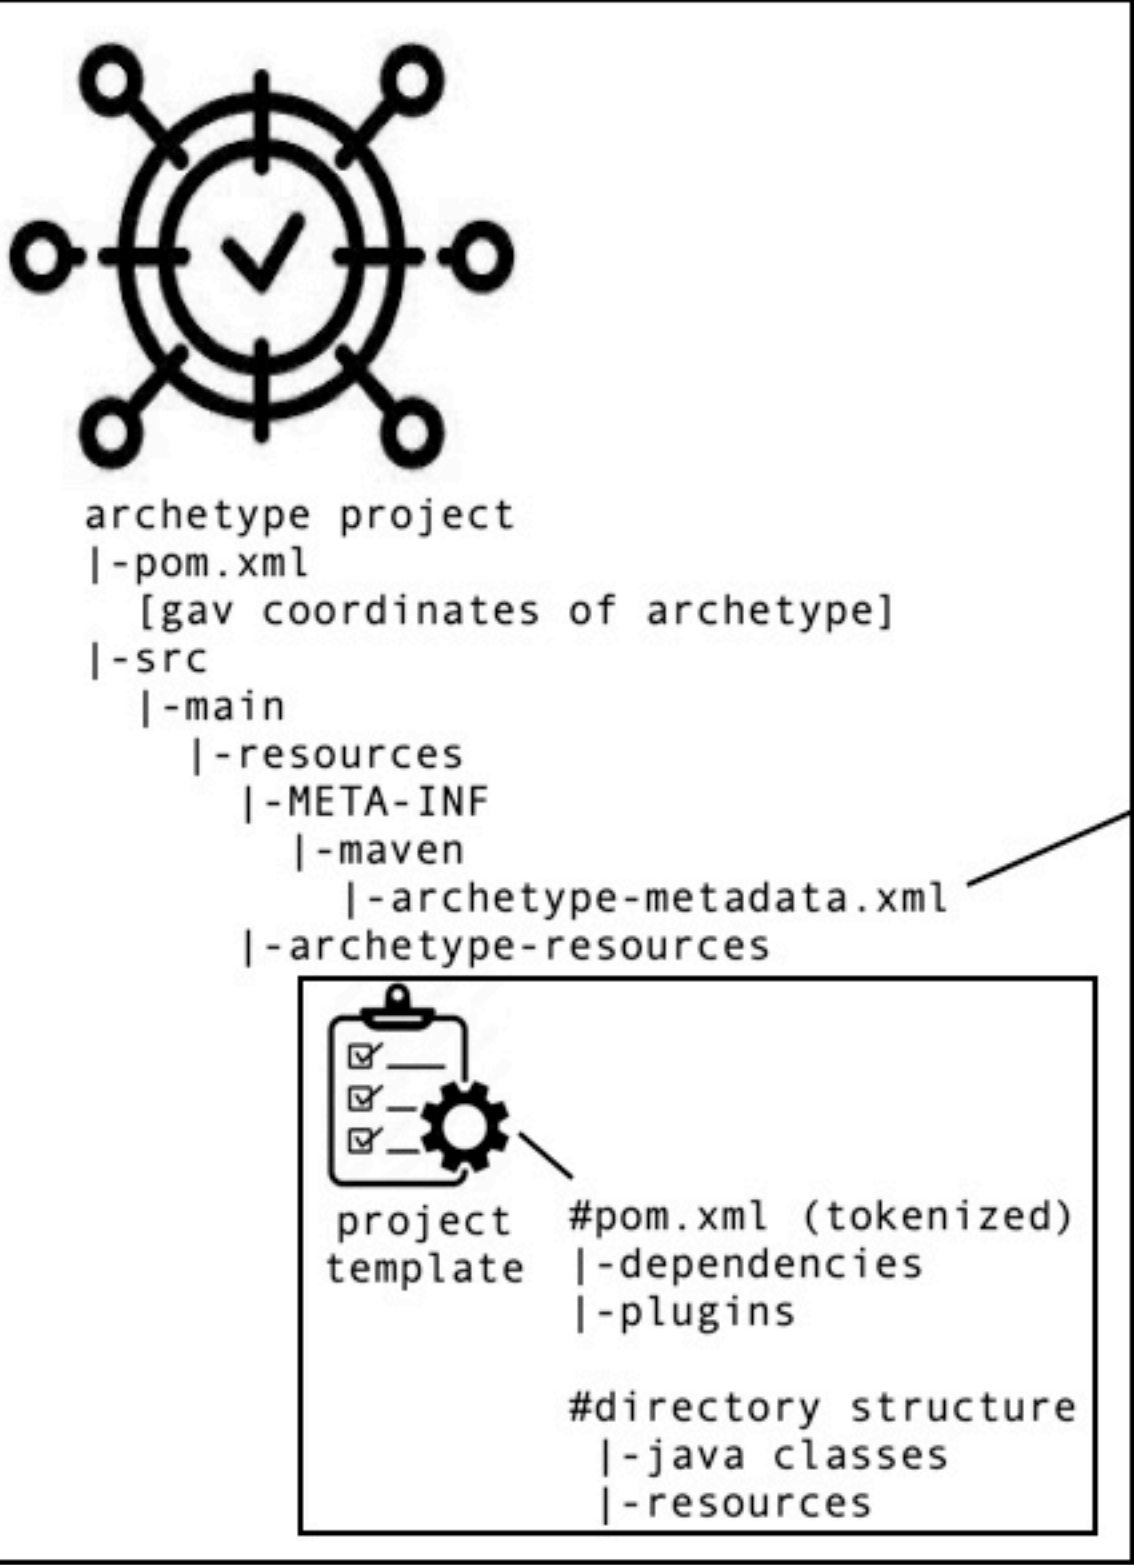 archetype project
|-pom.xml
[gav coordinates of archetype]
|-src
|-main
|-resources
|-META-INF
|-maven
|-archetype-metadata.xml
|-archetype-resources
project
template
#pom.xml (tokenized)
|-dependencies
|-plugins
#directory structure
|-java classes
|-resources